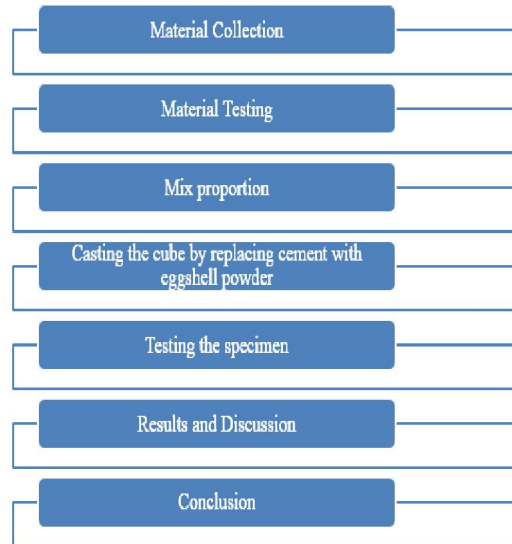 Material Collection
Material Testing
Mix proportion
Casting the cube by replacing cement with
eggshell powder
Testing the specimen
Results and Discussion
Conclusion